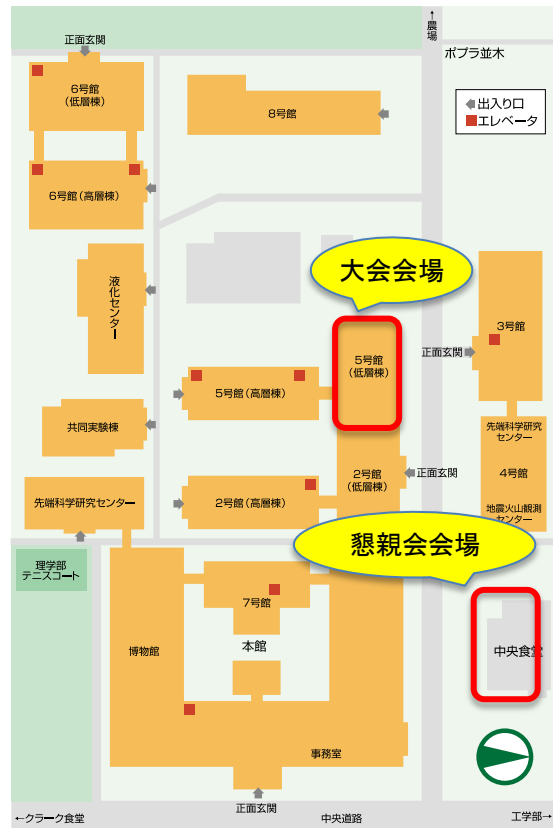 ↑農場
正面玄関
ポプラ並木
6号館
(低層棟)
出入り口
エレベータ
8号館
6号館(高層棟)
大会会場
液化センター
3号館
5号館
(低層棟)
正面玄関
5号館(高層棟)
共同実験棟
先端科学研究
センター
4号館
2号館
(低層棟)
正面玄関
先端科学研究センター
2号館(高層棟)
地震火山観測
センター
懇親会会場
理学部
テニスコート
7号館
本館
博物館
中央食堂
事務室
正面玄関
←クラーク食堂
中央道路
工学部→